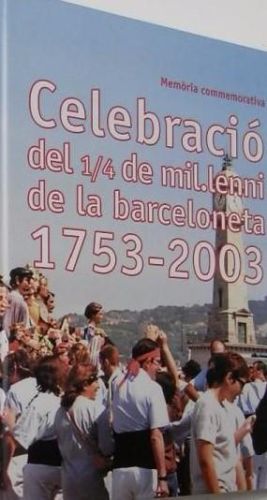 Memòria commemorativa
Celebració
del 1/4 de mil.lenni
de la barceloneta
1753-2003